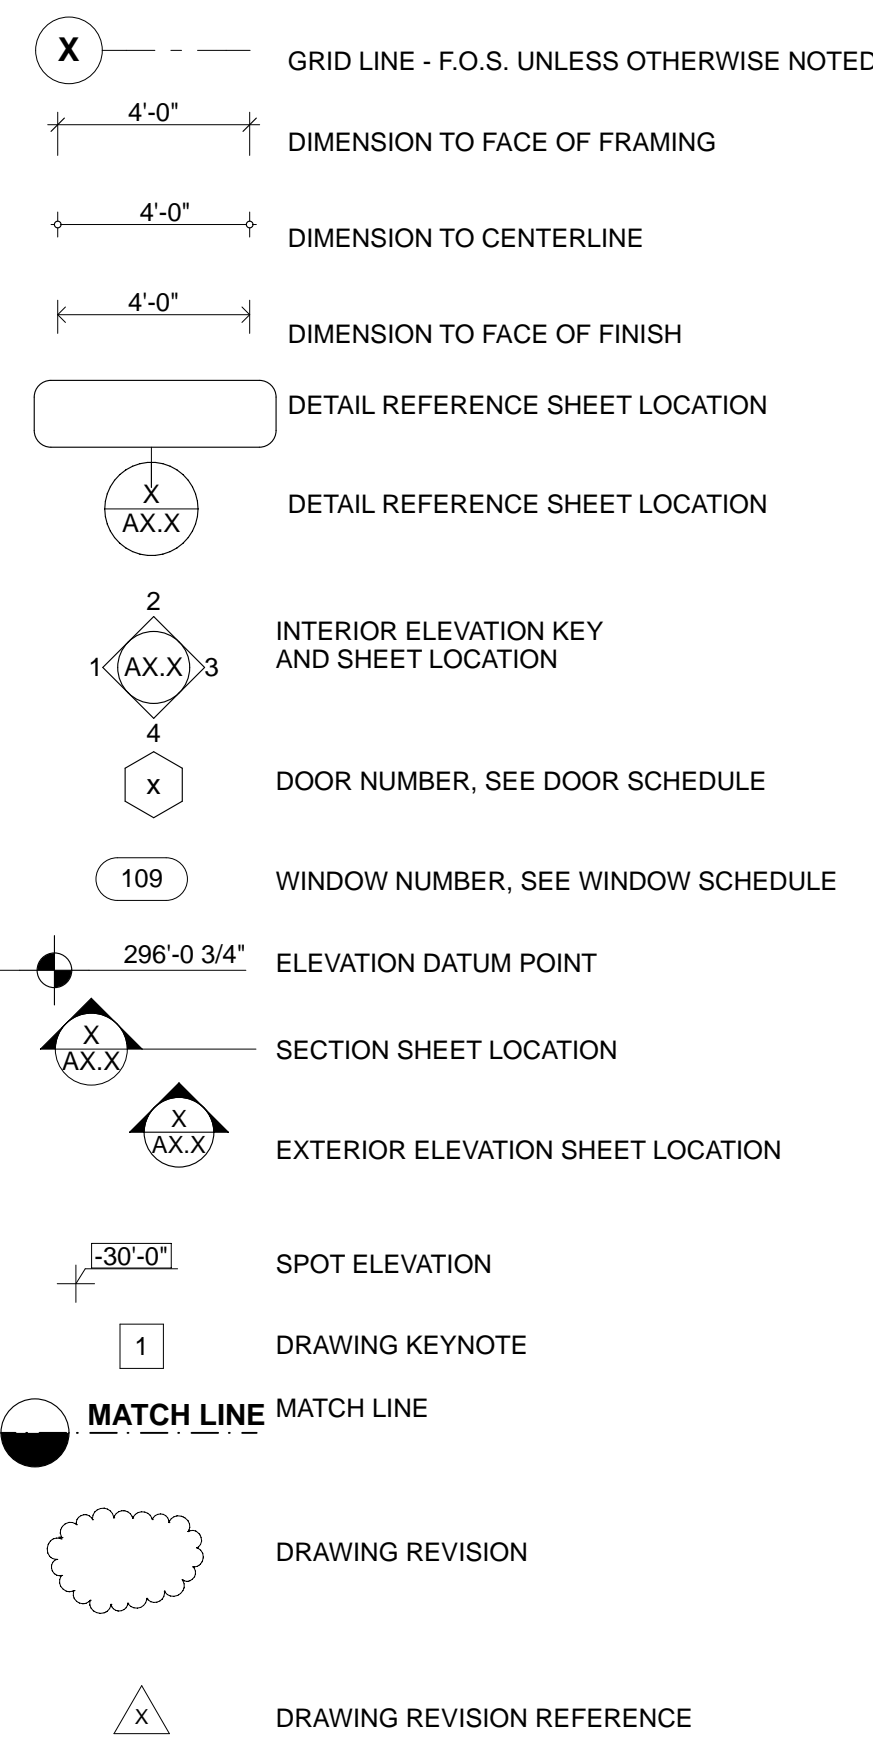 X
GRID LINE - F.O.S. UNLESS OTHERWISE NOTED
4'-0"
DIMENSION TO FACE OF FRAMING
4'-0"
DIMENSION TO CENTERLINE
4'-0"
DIMENSION TO FACE OF FINISH
DETAIL REFERENCE SHEET LOCATION
X
AX.X
DETAIL REFERENCE SHEET LOCATION
2
1 AX.X 3
4
INTERIOR ELEVATION KEY
AND SHEET LOCATION
x
DOOR NUMBER, SEE DOOR SCHEDULE
109
WINDOW NUMBER, SEE WINDOW SCHEDULE
296'-0 3/4"
ELEVATION DATUM POINT
X
AX.X
SECTION SHEET LOCATION
X
AX.X
EXTERIOR ELEVATION SHEET LOCATION
-30'-0"
SPOT ELEVATION
1
DRAWING KEYNOTE
MATCH LINE
MATCH LINE
DRAWING REVISION
X
DRAWING REVISION REFERENCE